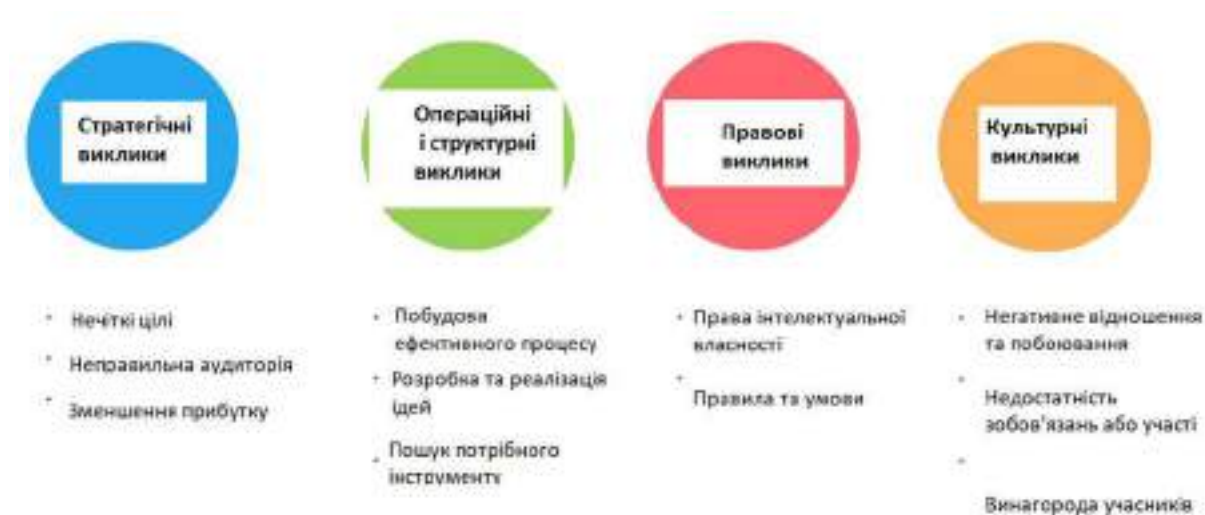 Стратегічні
виклики
Нечіткі цілі
Неправильна аудиторія
Зменшення прибутку
Операційні
і структурні
виклики
Побудова
ефективного процесу
Розробка та реалізація
ідей
Пошук потрібного
інструменту
Правові
виклики
Права інтелектуальної
власності
Правила та умови
Культурні
виклики
Негативне відношення
та побоювання
Недостатність
зобов'язань або участі
Винагорода учасників